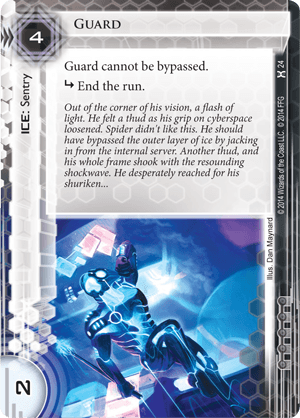 4
GUARD
ICE: Sentry
Guard cannot be bypassed.
↳ End the run.
Out of the corner of his vision, a flash of
light. He felt a thud as his grip on cyberspace
loosened. Spider didn't like this. He should
have bypassed the outer layer of ice by jacking
in from the internal server. Another thud, and
his whole frame shook with the resounding
shockwave. He desperately reached for his
shuriken...
24
© 2014 Wizards of the Coast LLC. © 2014 FFG
Illus. Dan Maynard
2